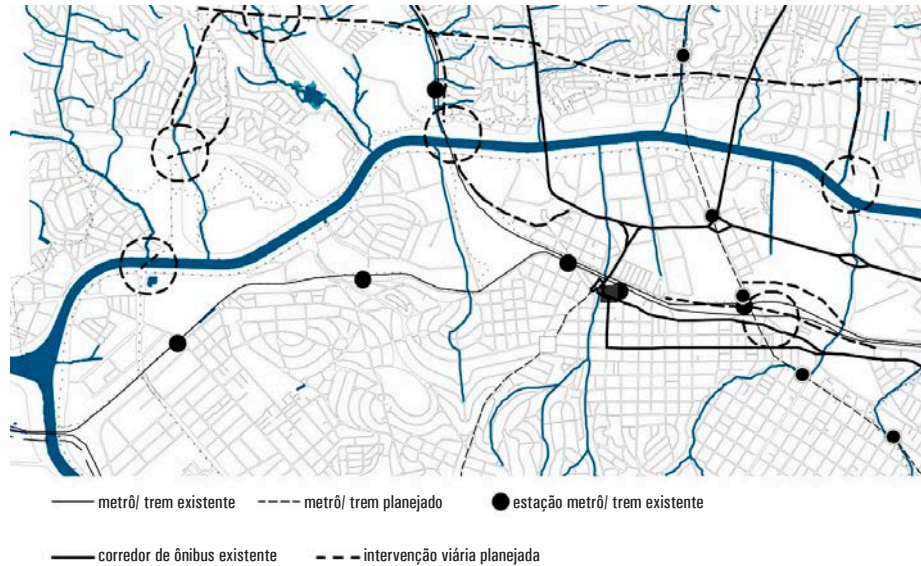 metrô/ trem existente metrô/ trem planejado estação metrô/ trem existente
corredor de ônibus existente intervenção viária planejada